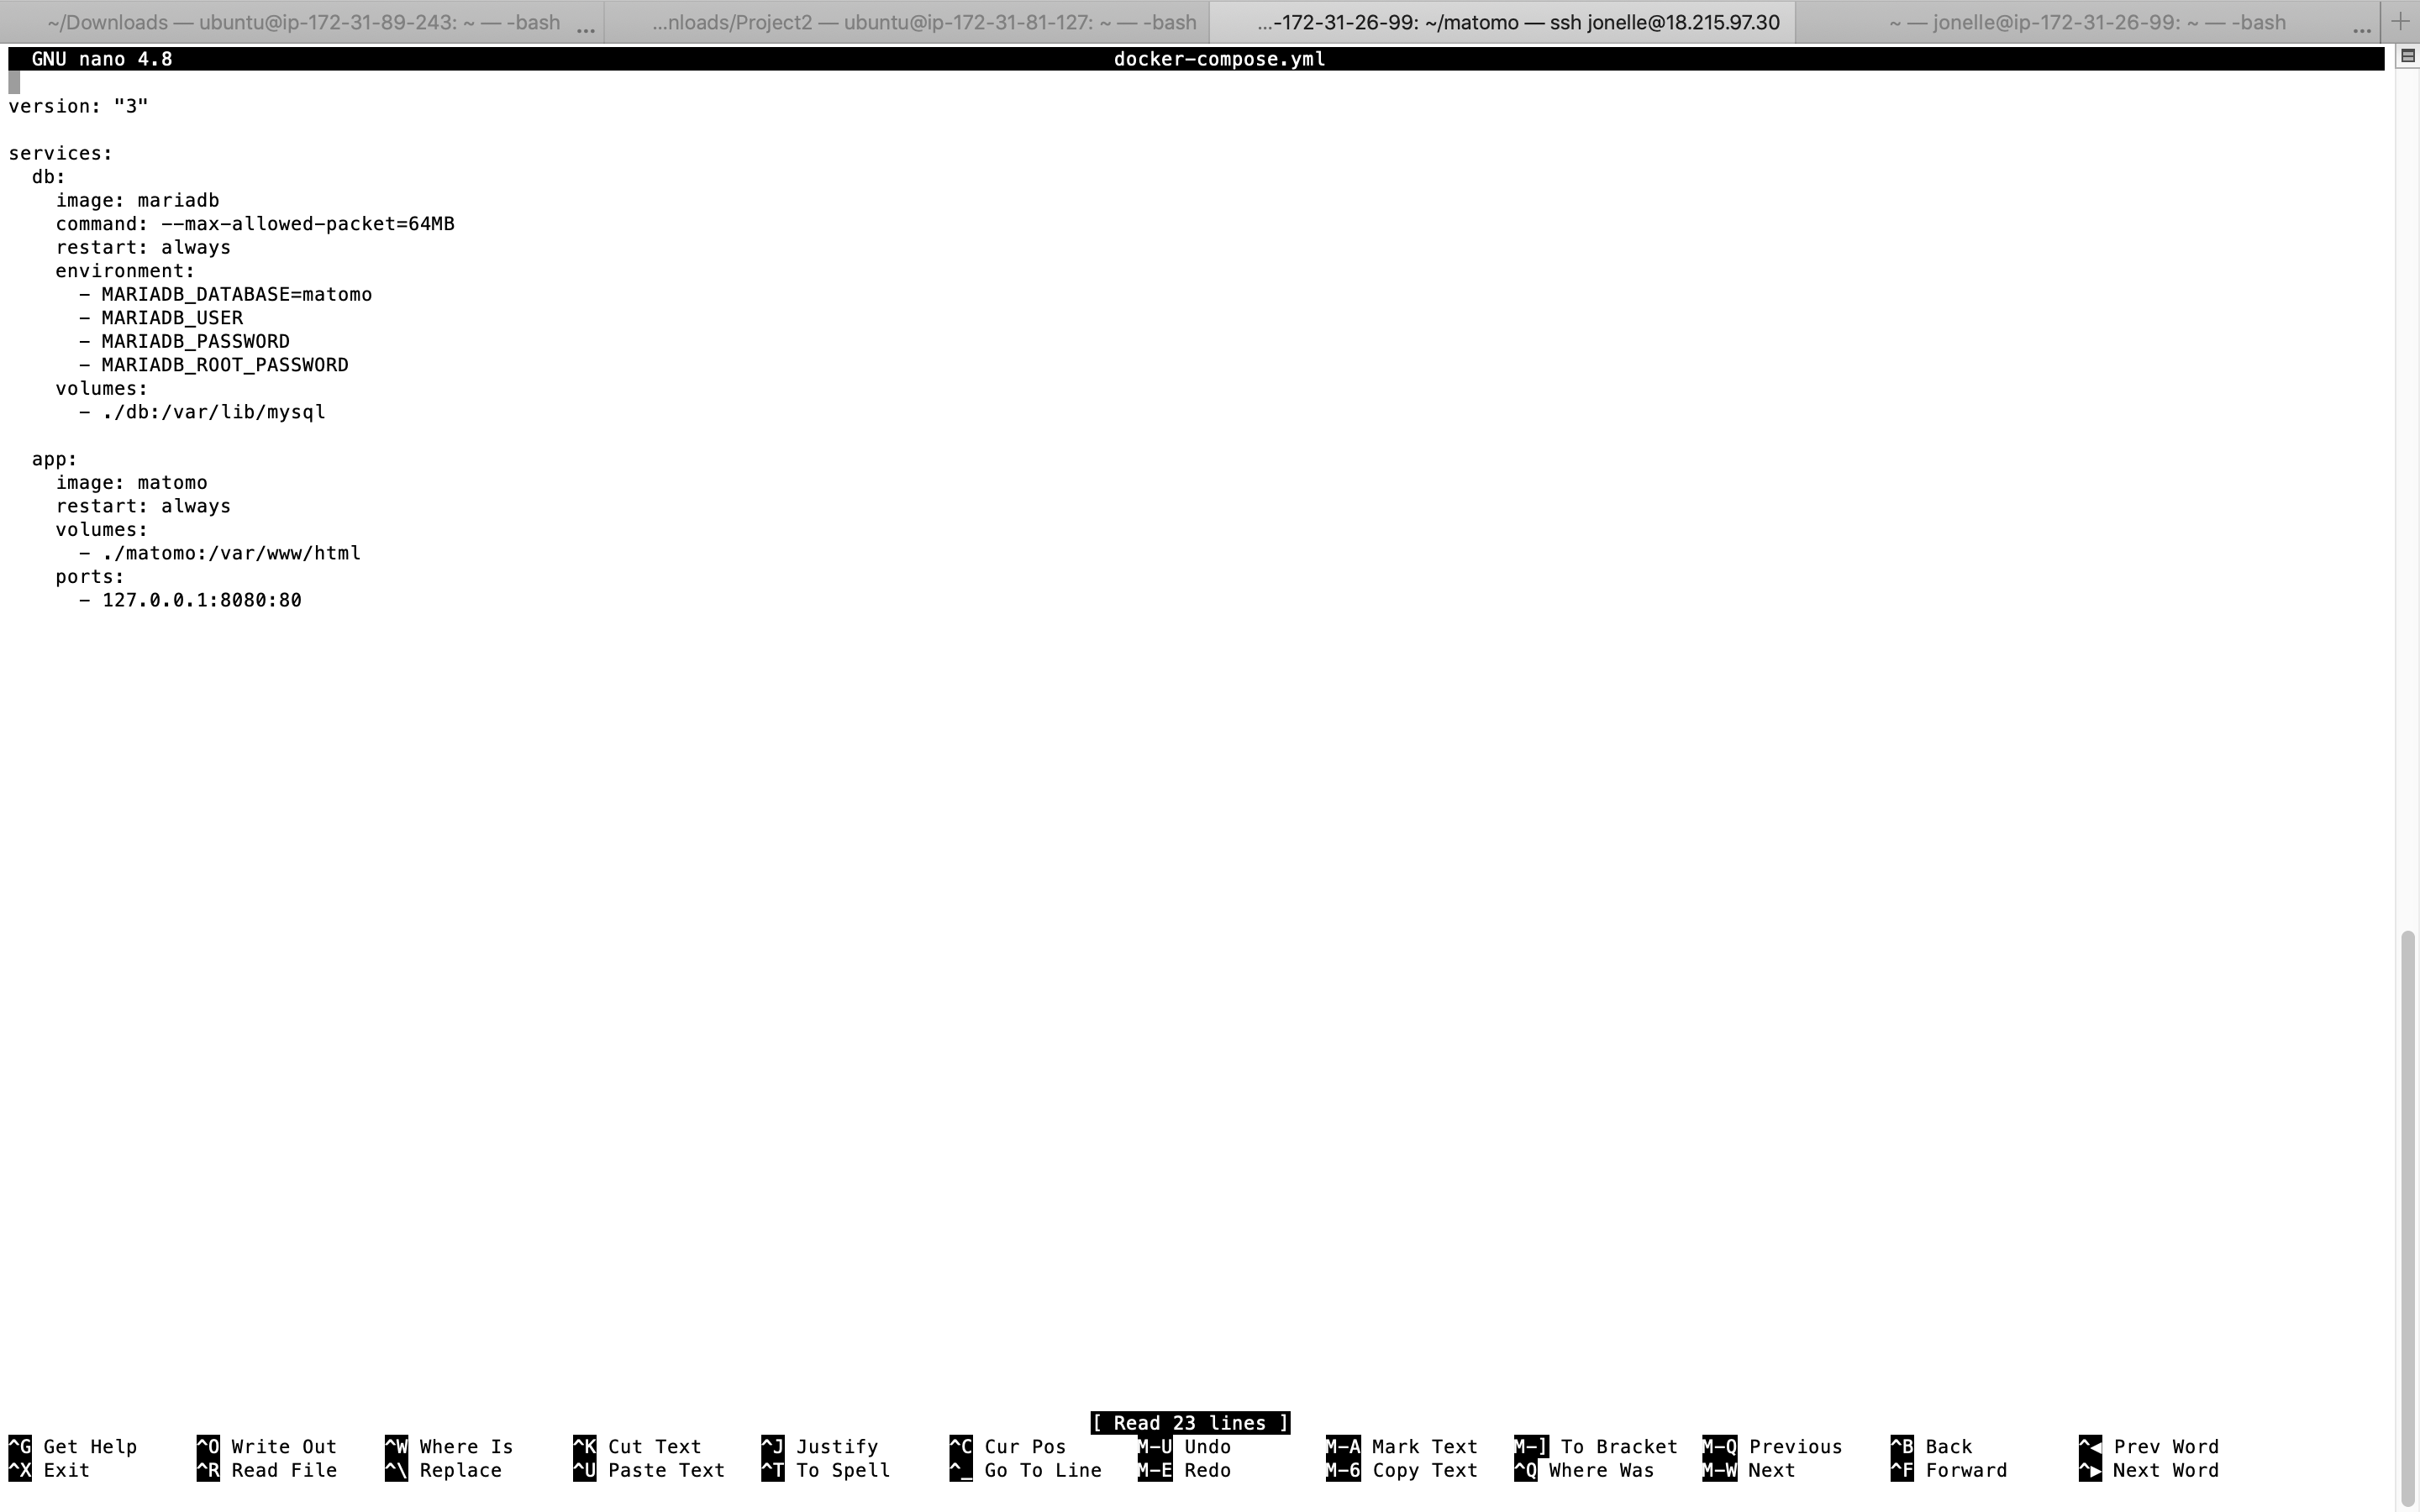 ~/Downloads — ubuntu@ip-172-31-89-243: ~ — -bash ... ...nloads/Project2 — ubuntu@ip-172-31-81-127: ~ — -bash ...-172-31-26-99: ~/matomo — ssh jonelle@18.215.97.30 ~ — jonelle@ip-172-31-26-99: ~ — -bash ... +
GNU nano 4.8 docker-compose.yml
version: "3"
services:
  db:
    image: mariadb
    command: --max-allowed-packet=64MB
    restart: always
    environment:
      - MARIADB_DATABASE=matomo
      - MARIADB_USER
      - MARIADB_PASSWORD
      - MARIADB_ROOT_PASSWORD
    volumes:
      - ./db:/var/lib/mysql
  app:
    image: matomo
    restart: always
    volumes:
      - ./matomo:/var/www/html
    ports:
      - 127.0.0.1:8080:80
[ Read 23 lines ]
^G Get Help ^O Write Out ^W Where Is ^K Cut Text ^J Justify ^C Cur Pos M-U Undo M-A Mark Text M-] To Bracket M-Q Previous ^B Back ^◀ Prev Word
^X Exit ^R Read File ^\ Replace ^U Paste Text ^T To Spell ^_ Go To Line M-E Redo M-6 Copy Text ^Q Where Was M-W Next ^F Forward ^▶ Next Word